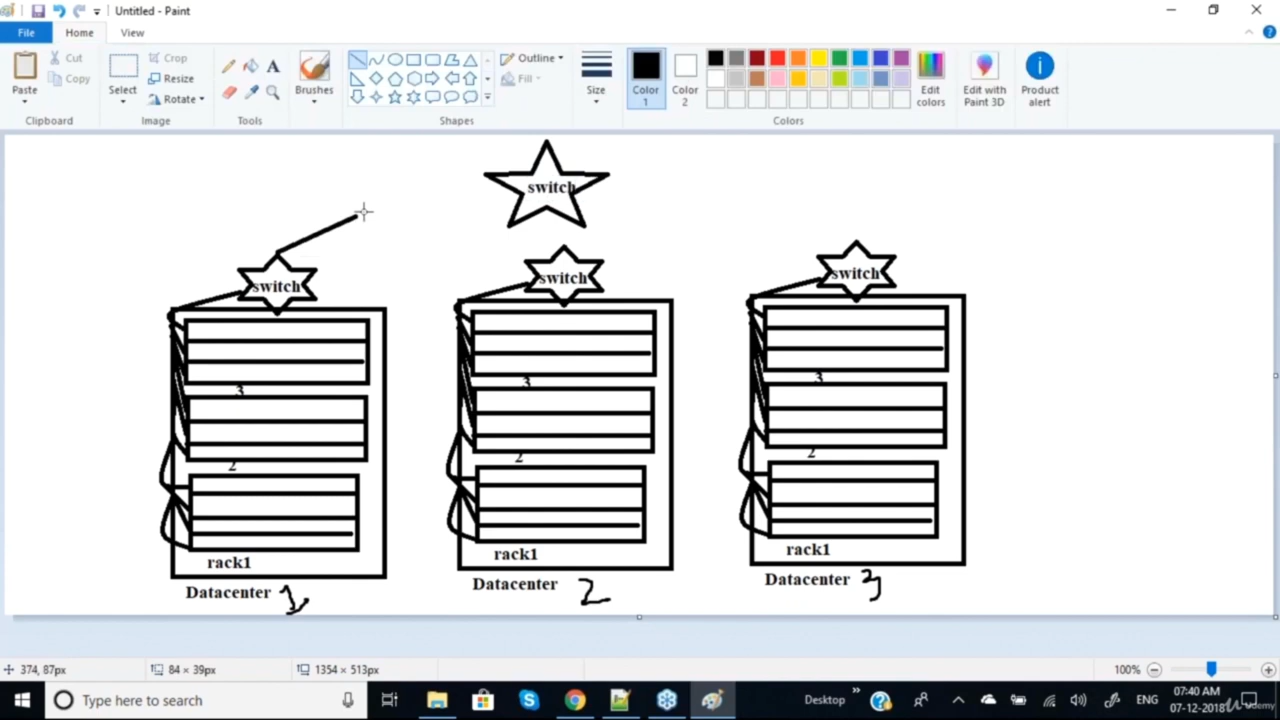 Untitled - Paint
File Home View
Paste
Cut
Copy
Clipboard
Select
Crop
Resize
Rotate
Image
A
Tools
Brushes
Shapes
Outline
Fill
Size
Color 1
Color 2
Edit colors
Colors
Edit with Paint 3D
Product alert
switch
switch
switch
switch
3
2
rack1
Datacenter 1
3
2
rack1
Datacenter 2
3
2
rack1
Datacenter 3
374, 87px
84 × 39px
1354 × 513px
100%
Type here to search
Desktop
ENG
07:40 AM
07-12-2018
Udemy